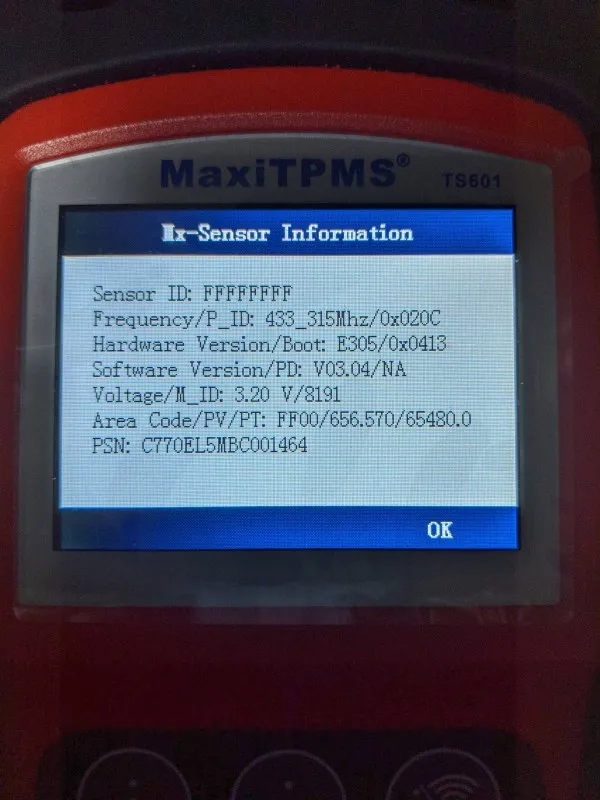 MaxiTPMS® TS601
Mx-Sensor Information
Sensor ID: FFFFFFFF
Frequency/P_ID: 433_315Mhz/0x020C
Hardware Version/Boot: E305/0x0413
Software Version/PD: V03.04/NA
Voltage/M_ID: 3.20 V/8191
Area Code/PV/PT: FF00/656.570/65480.0
PSN: C770EL5MBC001464
OK